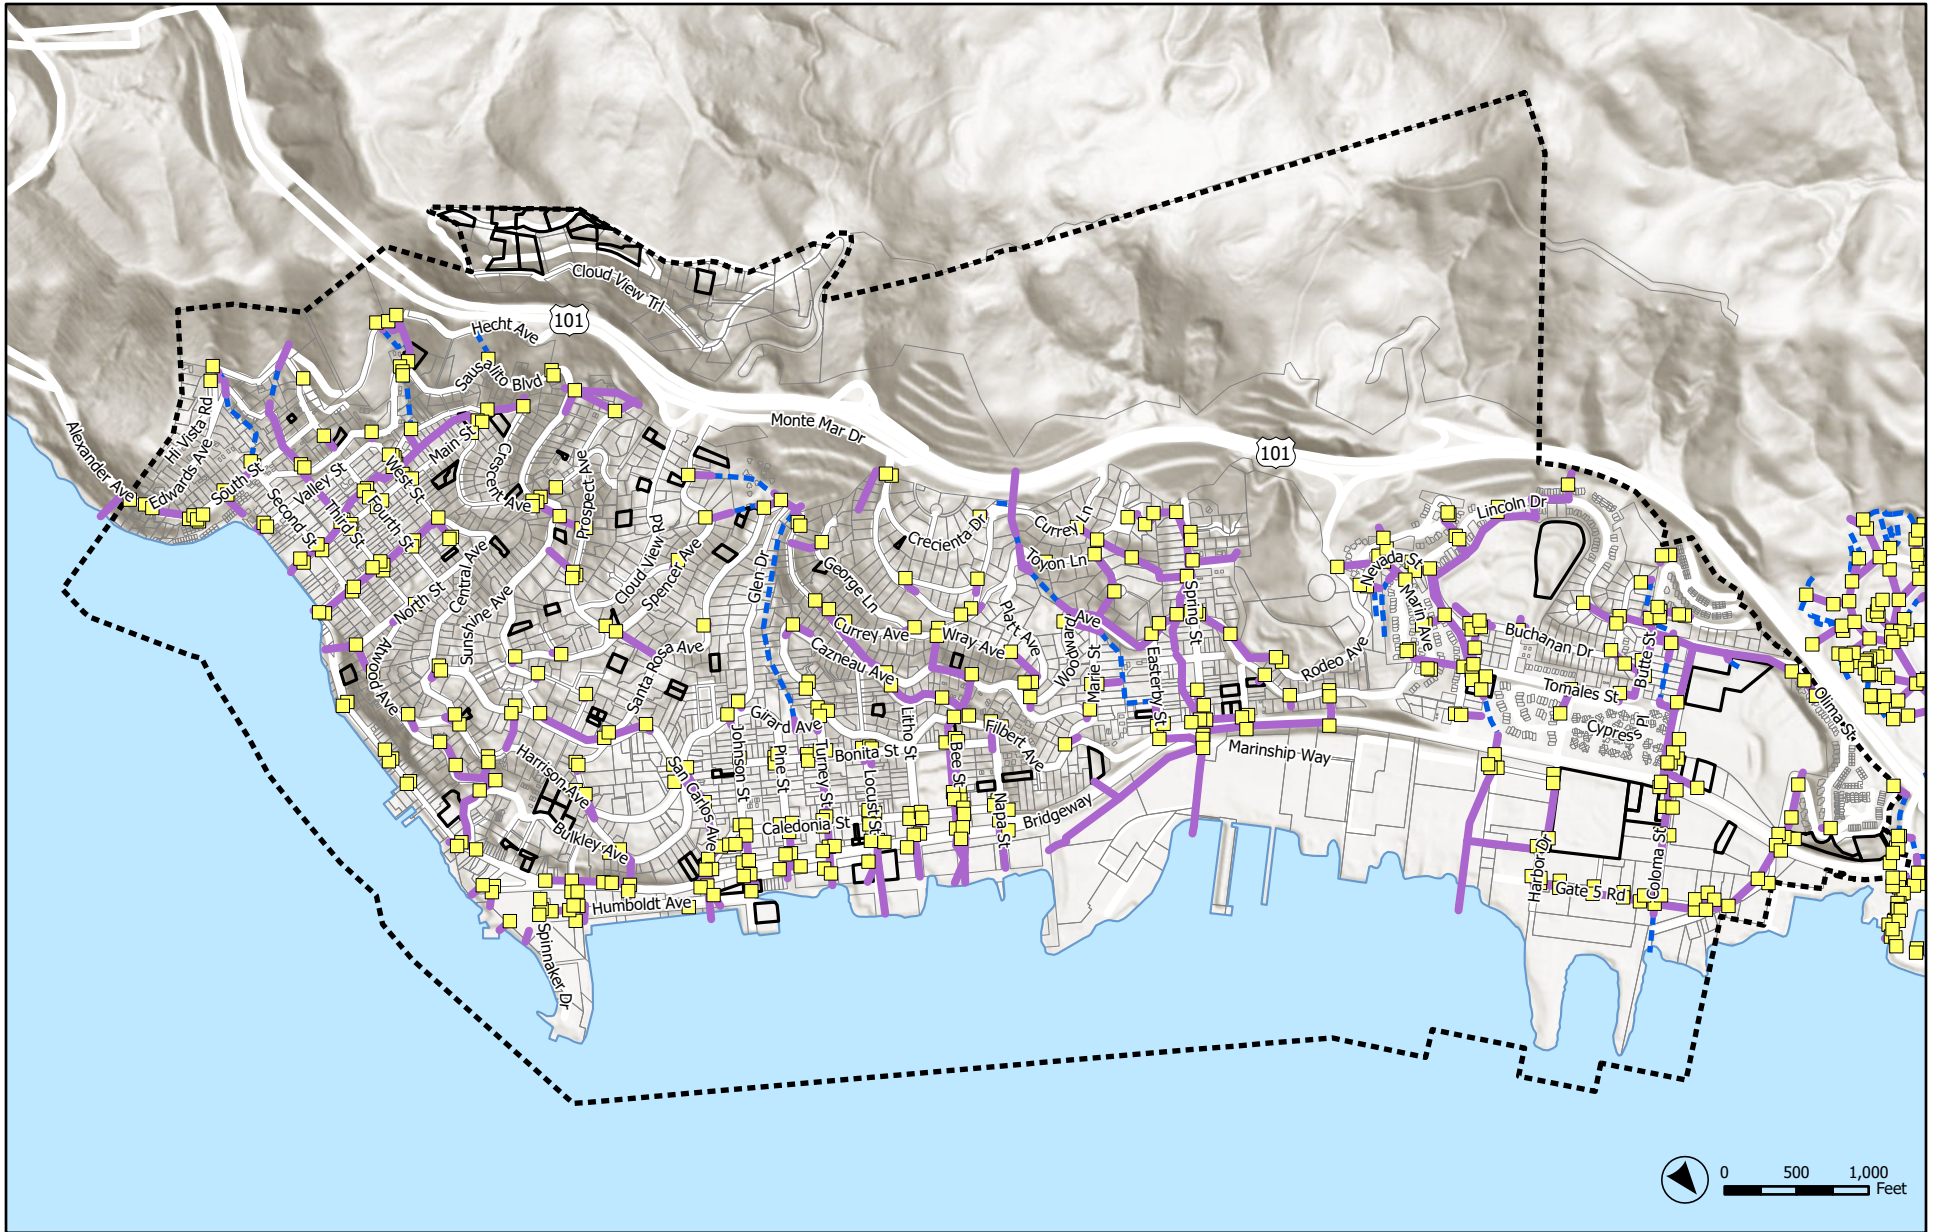 Cloud View Trl
Hecht Ave
101
Sausalito Blvd
Monte Mar Dr
101
Hi Vista Rd
Edwards Ave
Alexander Ave
South St
Second St
Valley St
Third St
Fourth St
West St
Main St
Crescent Ave
Prospect Ave
Cloud View Rd
Spencer Ave
Glen Dr
George Ln
Crecienta Dr
Currey Ln
Toyon Ln
Lincoln Dr
Nevada St
Marin Ave
Central Ave
North St
Sunshine Ave
Atwood Ave
Santa Rosa Ave
Currey Ave
Cazneau Ave
Wray Ave
Platt Ave
Woodward
Ave
Marie St
Easterby St
Spring St
Rodeo Ave
Buchanan Dr
Butte St
Tomales St
Cypress Pl
Olima St
Girard Ave
Johnson St
Pine St
Turney St
Bonita St
Litho St
Locust St
Bee St
Filbert Ave
Napa St
Caledonia St
Bridgeway
Marinship Way
Harrison Ave
Bulkley Ave
San Carlos Ave
Humboldt Ave
Spinnaker Dr
Harbor Dr
Gate 5 Rd
Coloma St
0 500 1,000
Feet